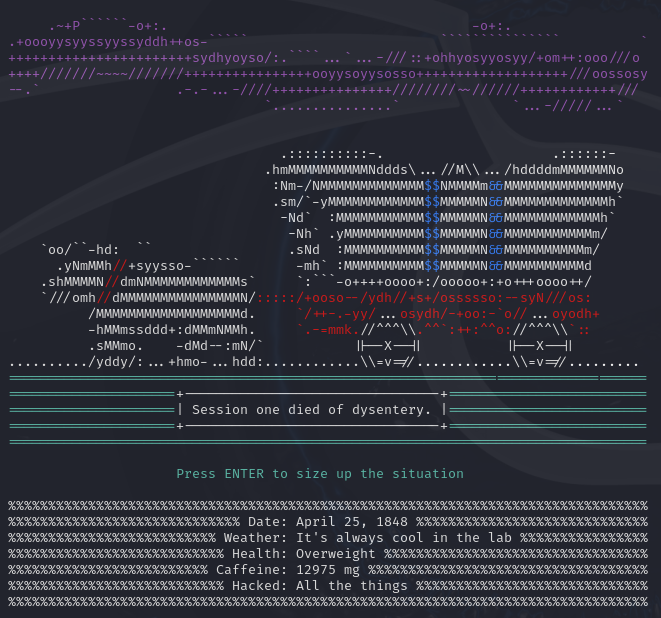 Session one died of dysentery.
Press ENTER to size up the situation
Date: April 25, 1848
Weather: It's always cool in the lab
Health: Overweight
Caffeine: 12975 mg
Hacked: All the things